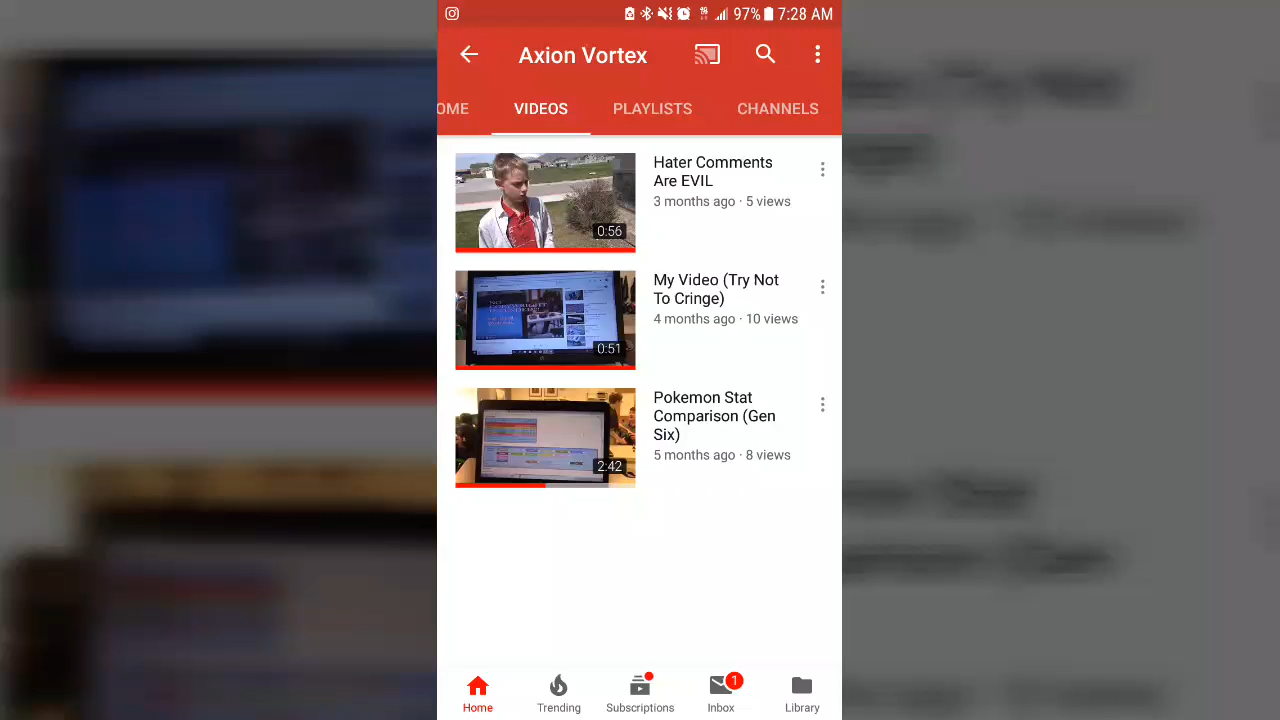 97% 7:28 AM
Axion Vortex
OME VIDEOS PLAYLISTS CHANNELS
Hater Comments
Are EVIL
3 months ago · 5 views
0:56
My Video (Try Not
To Cringe)
4 months ago · 10 views
0:51
Pokemon Stat
Comparison (Gen
Six)
5 months ago · 8 views
2:42
1
Home Trending Subscriptions Inbox Library